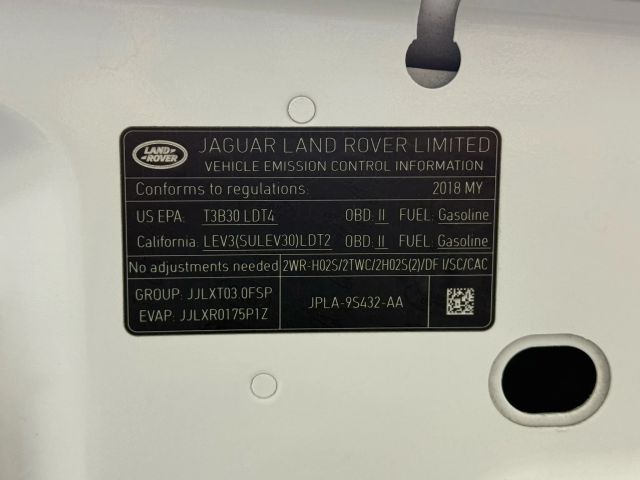 LAND ROVER
JAGUAR LAND ROVER LIMITED
VEHICLE EMISSION CONTROL INFORMATION
Conforms to regulations: 2018 MY
US EPA: T3B30 LDT4 OBD: II FUEL: Gasoline
California: LEV3(SULEV30)LDT2 OBD: II FUEL: Gasoline
No adjustments needed 2WR-HO2S/2TWC/2HO2S(2)/DF I/SC/CAC
GROUP: JJLXT03.0FSP
EVAP: JJLXR0175P1Z
JPLA-9S432-AA